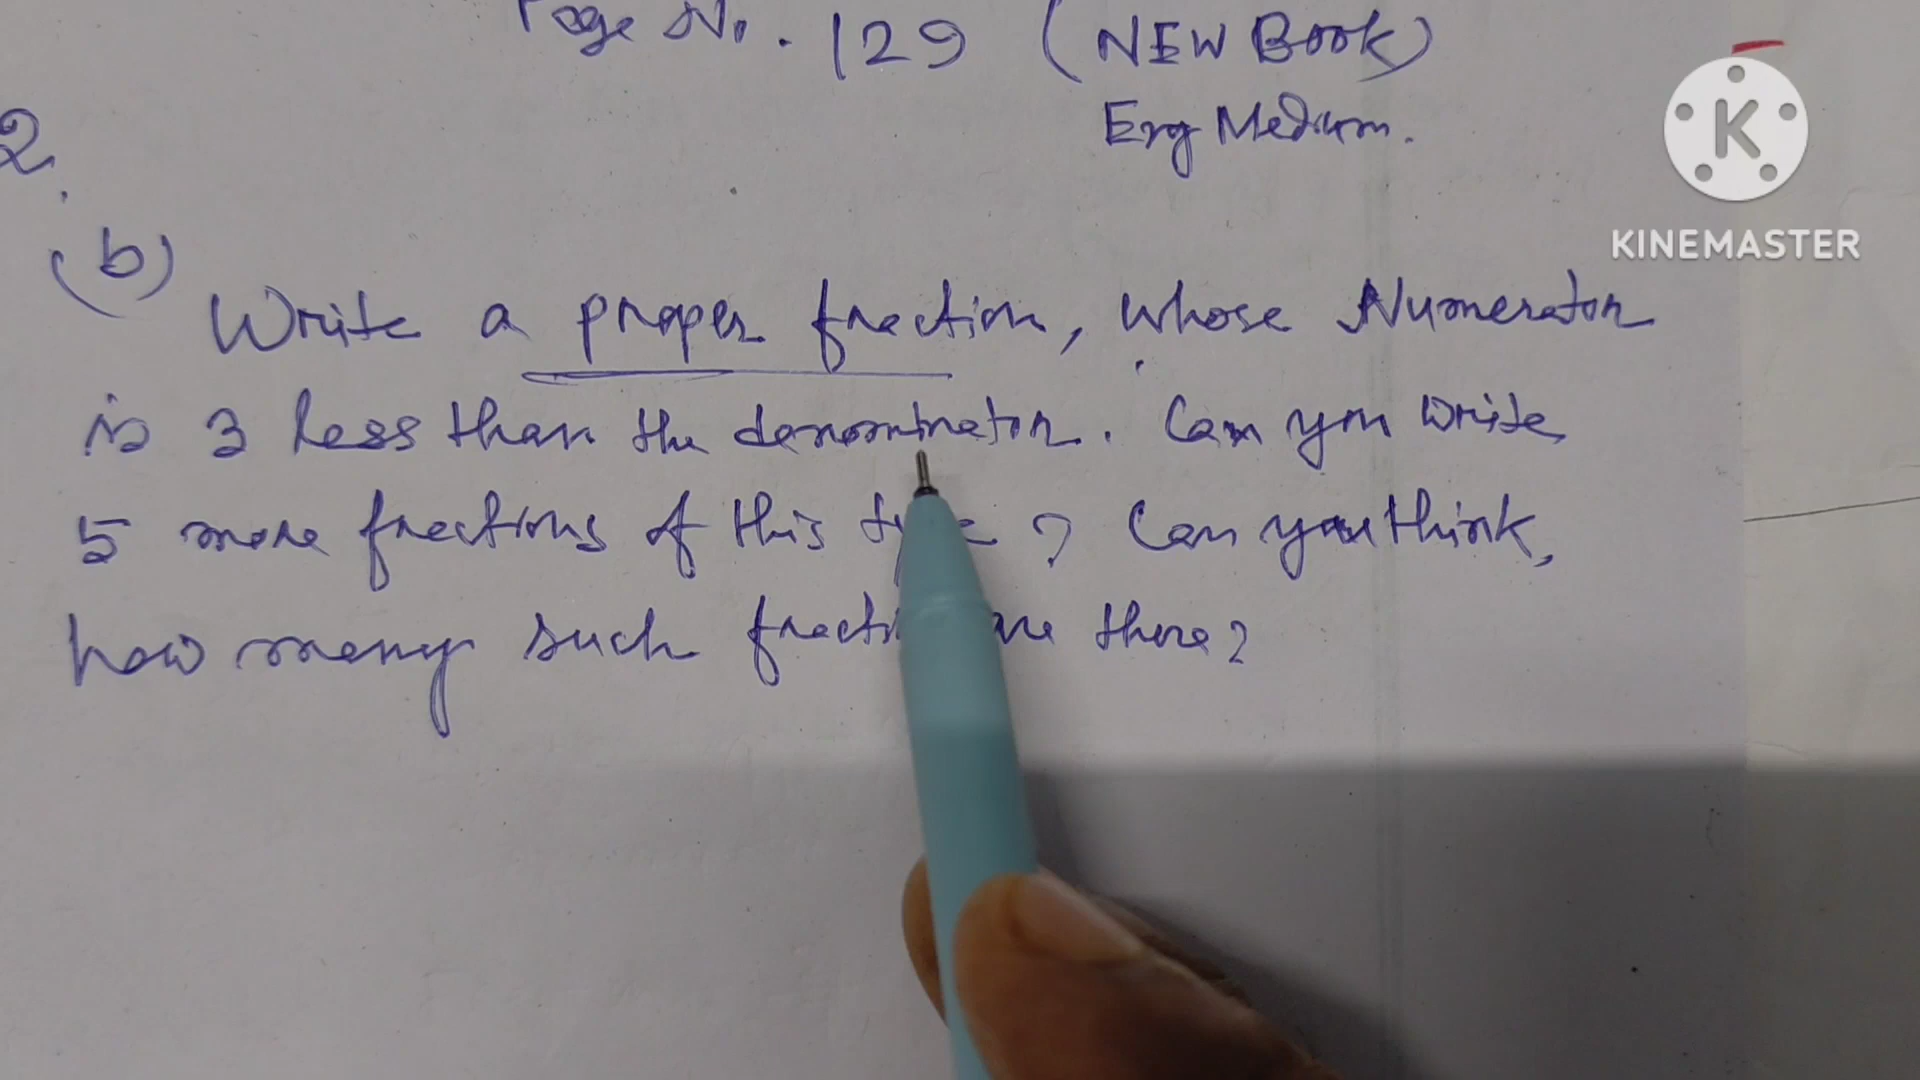 Page No. 129 (NEW Book)
Eng Medium.
K
KINEMASTER
2.
(b)
Write a proper fraction, whose Numerator
is 3 less than the denominator. Can you write
5 more fractions of this type? Can you think,
how many such are there?